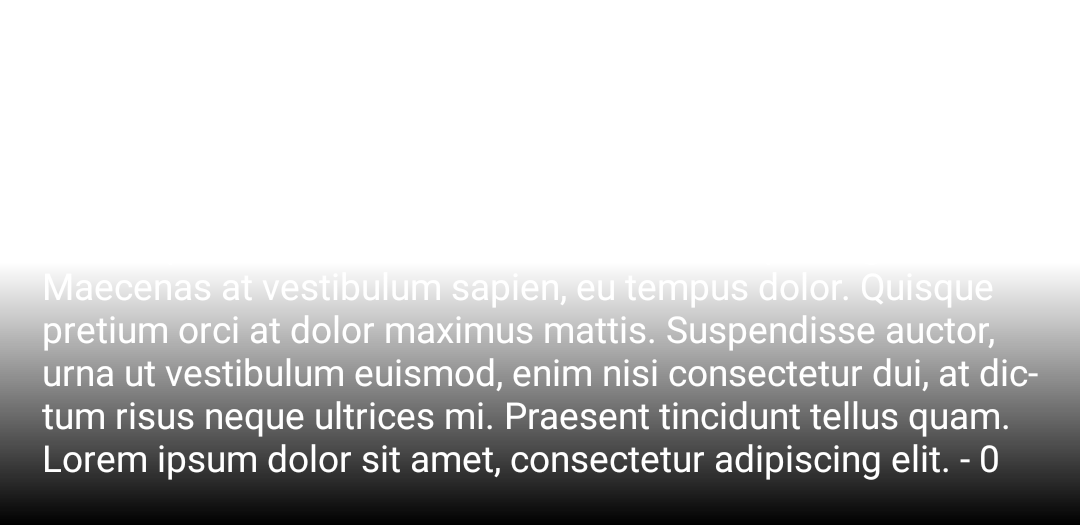 Maecenas at vestibulum sapien, eu tempus dolor. Quisque
pretium orci at dolor maximus mattis. Suspendisse auctor,
urna ut vestibulum euismod, enim nisi consectetur dui, at dic-
tum risus neque ultrices mi. Praesent tincidunt tellus quam.
Lorem ipsum dolor sit amet, consectetur adipiscing elit. - 0